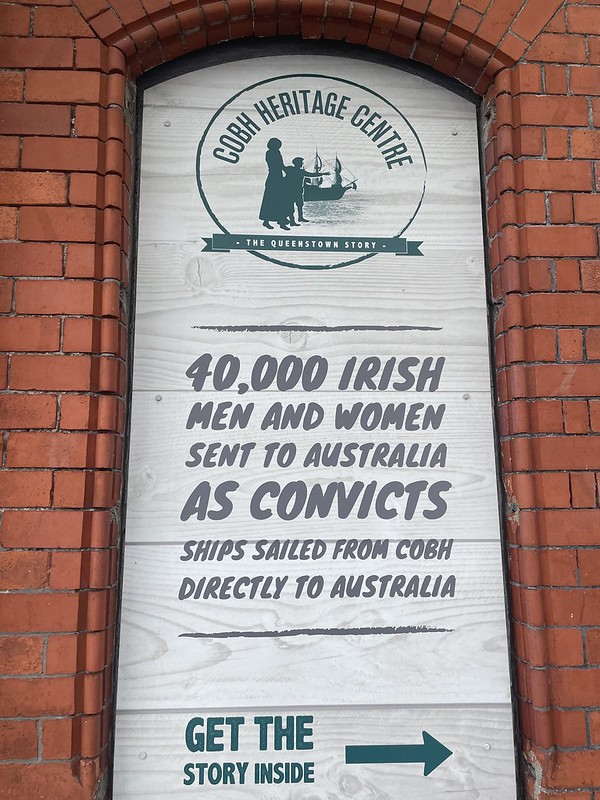 COBH HERITAGE CENTRE
- THE QUEENSTOWN STORY -
40,000 IRISH
MEN AND WOMEN
SENT TO AUSTRALIA
AS CONVICTS
SHIPS SAILED FROM COBH
DIRECTLY TO AUSTRALIA
GET THE
STORY INSIDE